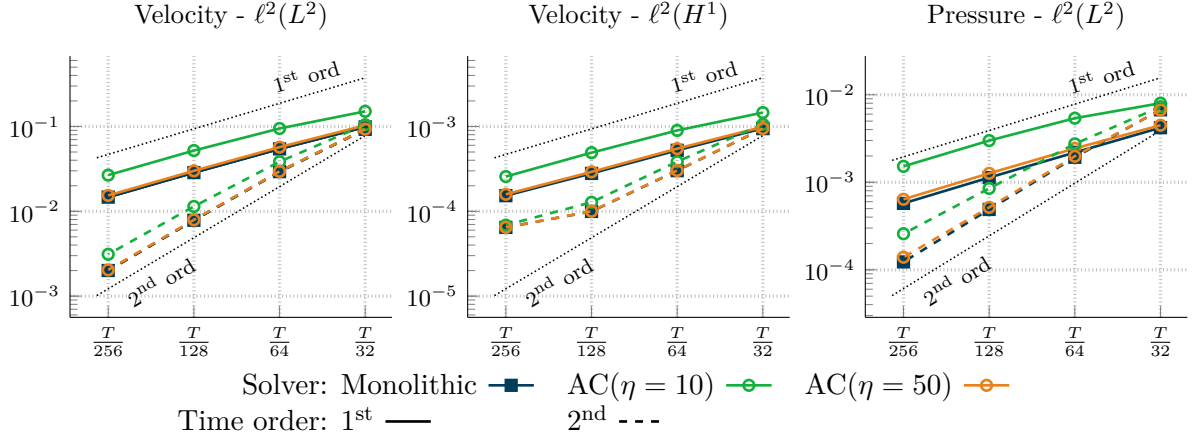 Velocity - ℓ²(L²)
Velocity - ℓ²(H¹)
Pressure - ℓ²(L²)
10⁻¹
10⁻²
10⁻³
1ˢᵗ ord
2ⁿᵈ ord
T/256 T/128 T/64 T/32
10⁻³
10⁻⁴
10⁻⁵
1ˢᵗ ord
2ⁿᵈ ord
T/256 T/128 T/64 T/32
10⁻²
10⁻³
10⁻⁴
1ˢᵗ ord
2ⁿᵈ ord
T/256 T/128 T/64 T/32
Solver: Monolithic AC(η = 10) AC(η = 50)
Time order: 1ˢᵗ 2ⁿᵈ